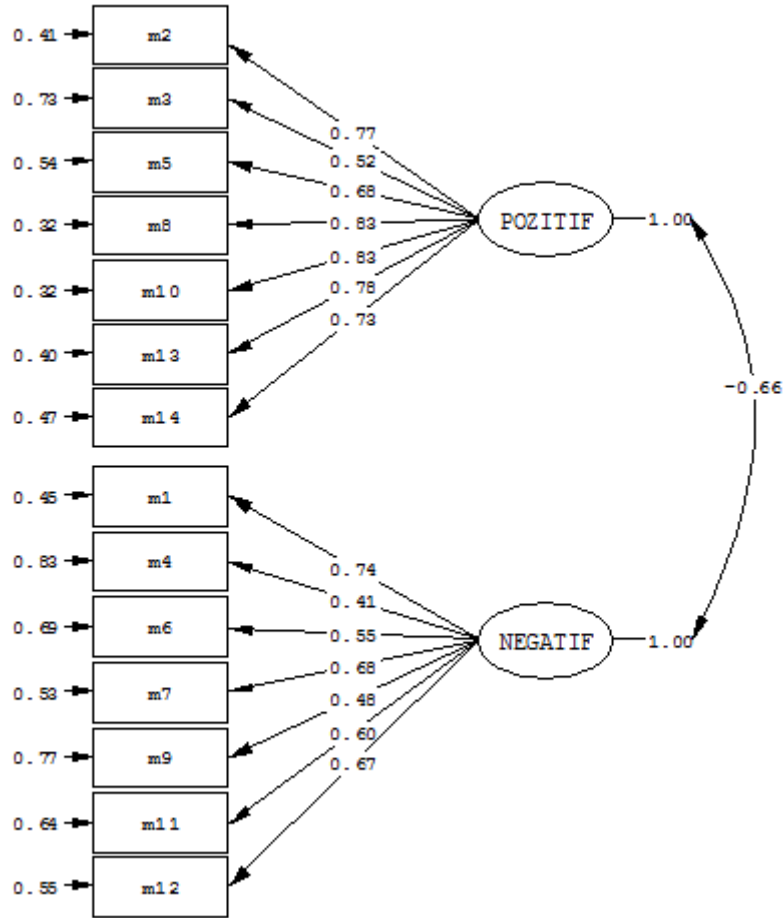 0.41 m2
0.73 m3
0.77
0.52
0.54 m5
0.68
0.32 m8 0.83 POZITIF 1.00
0.83
0.32 m10
0.78
0.73
0.40 m13
-0.66
0.47 m14
0.45 m1
0.83 m4
0.74
0.41
0.69 m6 0.55 NEGATIF 1.00
0.68
0.53 m7
0.48
0.60
0.77 m9
0.67
0.64 m11
0.55 m12